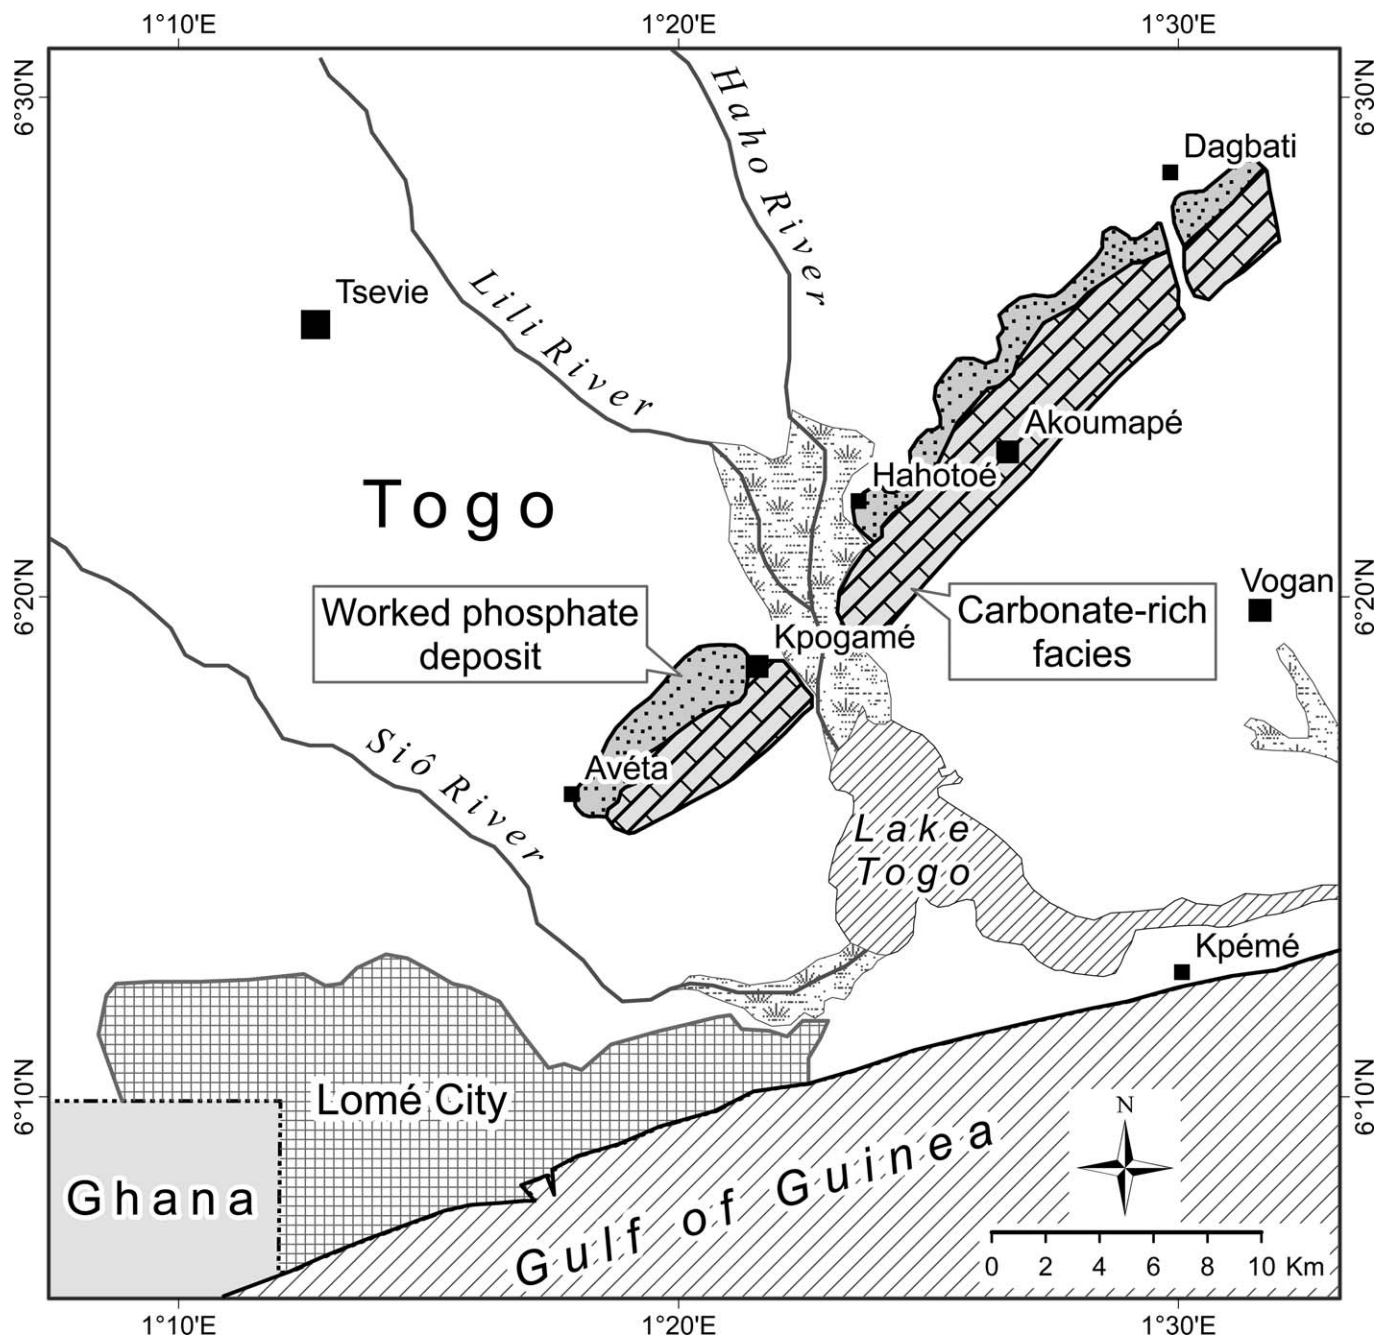 1°10'E 1°20'E 1°30'E
6°30'N
6°30'N
Haho River
Dagbati
Tsevie
Lili River
Akoumapé
Hahotoé
Togo
6°20'N
6°20'N
Worked phosphate
deposit
Carbonate-rich
facies
Vogan
Kpogamé
Siô River
Avéta
Lake
Togo
Kpémé
6°10'N
6°10'N
Lomé City
Ghana
Gulf of Guinea
N
0 2 4 6 8 10 Km
1°10'E 1°20'E 1°30'E